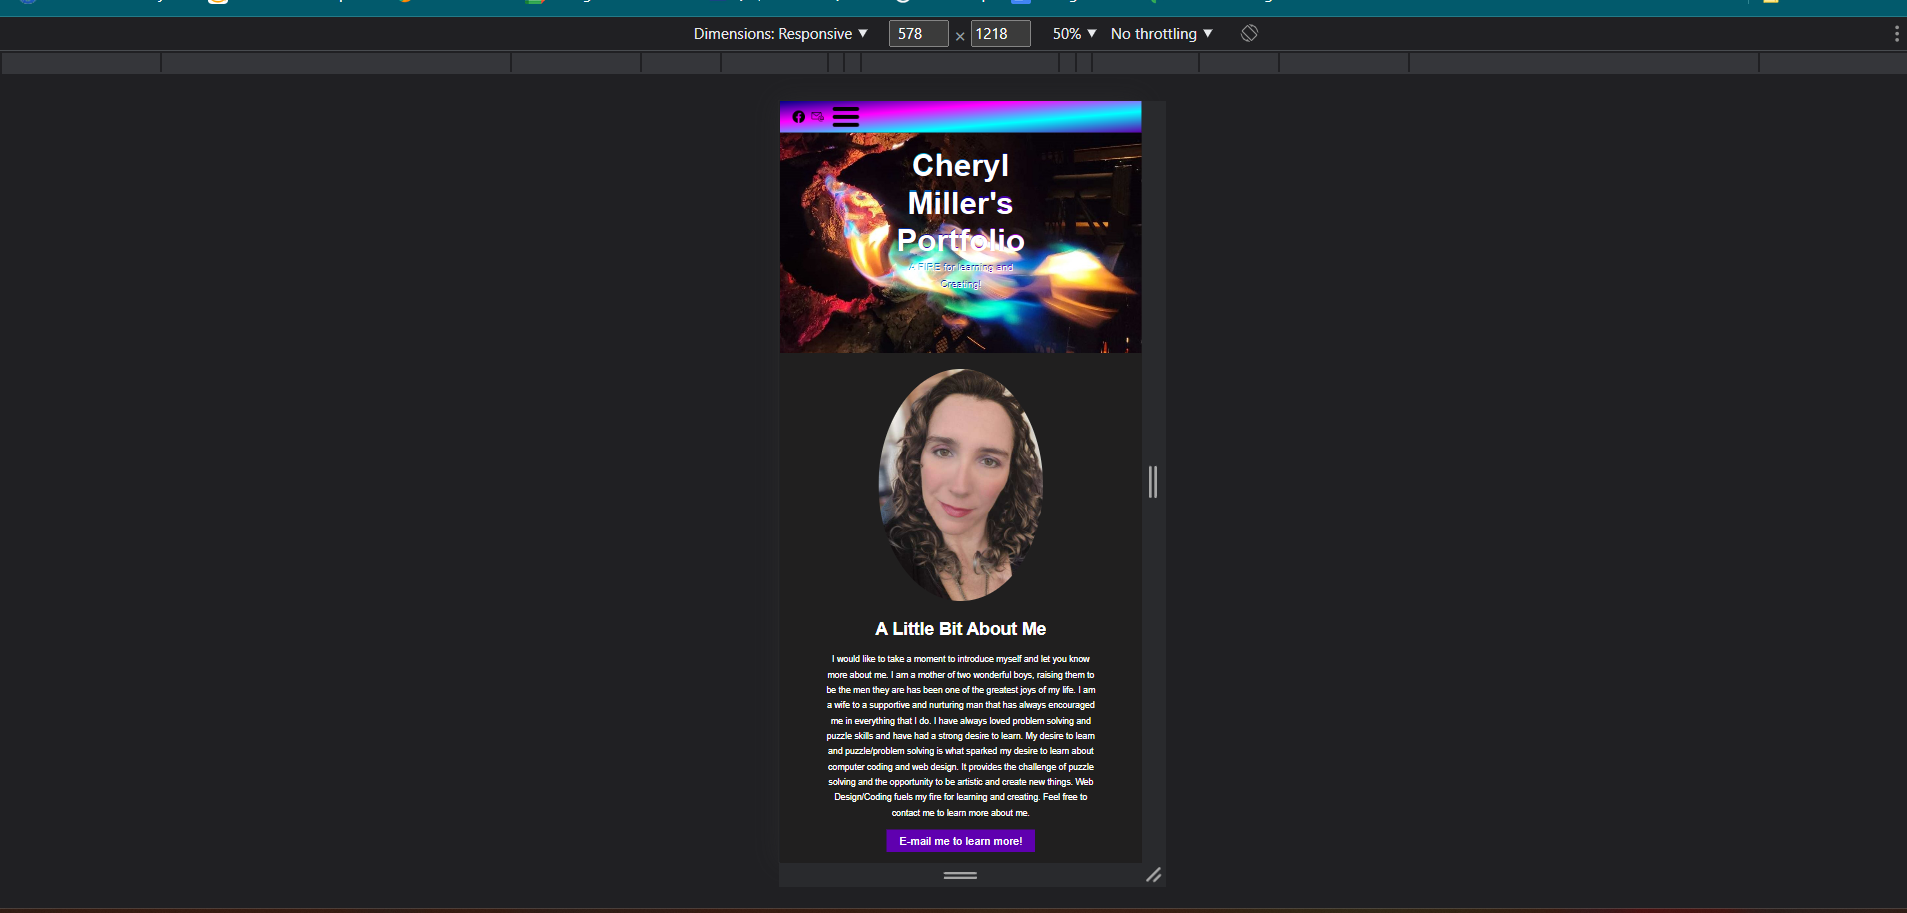 Dimensions: Responsive ▼ 578 × 1218 50% ▼ No throttling ▼
Cheryl
Miller's
Portfolio
A FIRE for learning and
Creating!
A Little Bit About Me
I would like to take a moment to introduce myself and let you know
more about me. I am a mother of two wonderful boys, raising them to
be the men they are has been one of the greatest joys of my life. I am
a wife to a supportive and nurturing man that has always encouraged
me in everything that I do. I have always loved problem solving and
puzzle skills and have had a strong desire to learn. My desire to learn
and puzzle/problem solving is what sparked my desire to learn about
computer coding and web design. It provides the challenge of puzzle
solving and the opportunity to be artistic and create new things. Web
Design/Coding fuels my fire for learning and creating. Feel free to
contact me to learn more about me.
E-mail me to learn more!